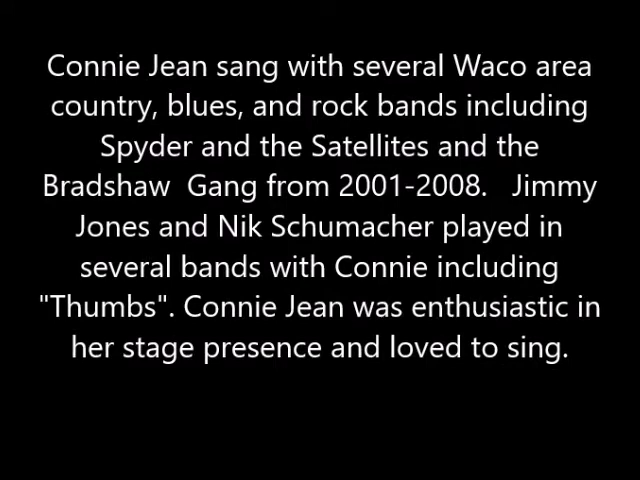 Connie Jean sang with several Waco area
country, blues, and rock bands including
Spyder and the Satellites and the
Bradshaw  Gang from 2001-2008.   Jimmy
Jones and Nik Schumacher played in
several bands with Connie including
"Thumbs". Connie Jean was enthusiastic in
her stage presence and loved to sing.